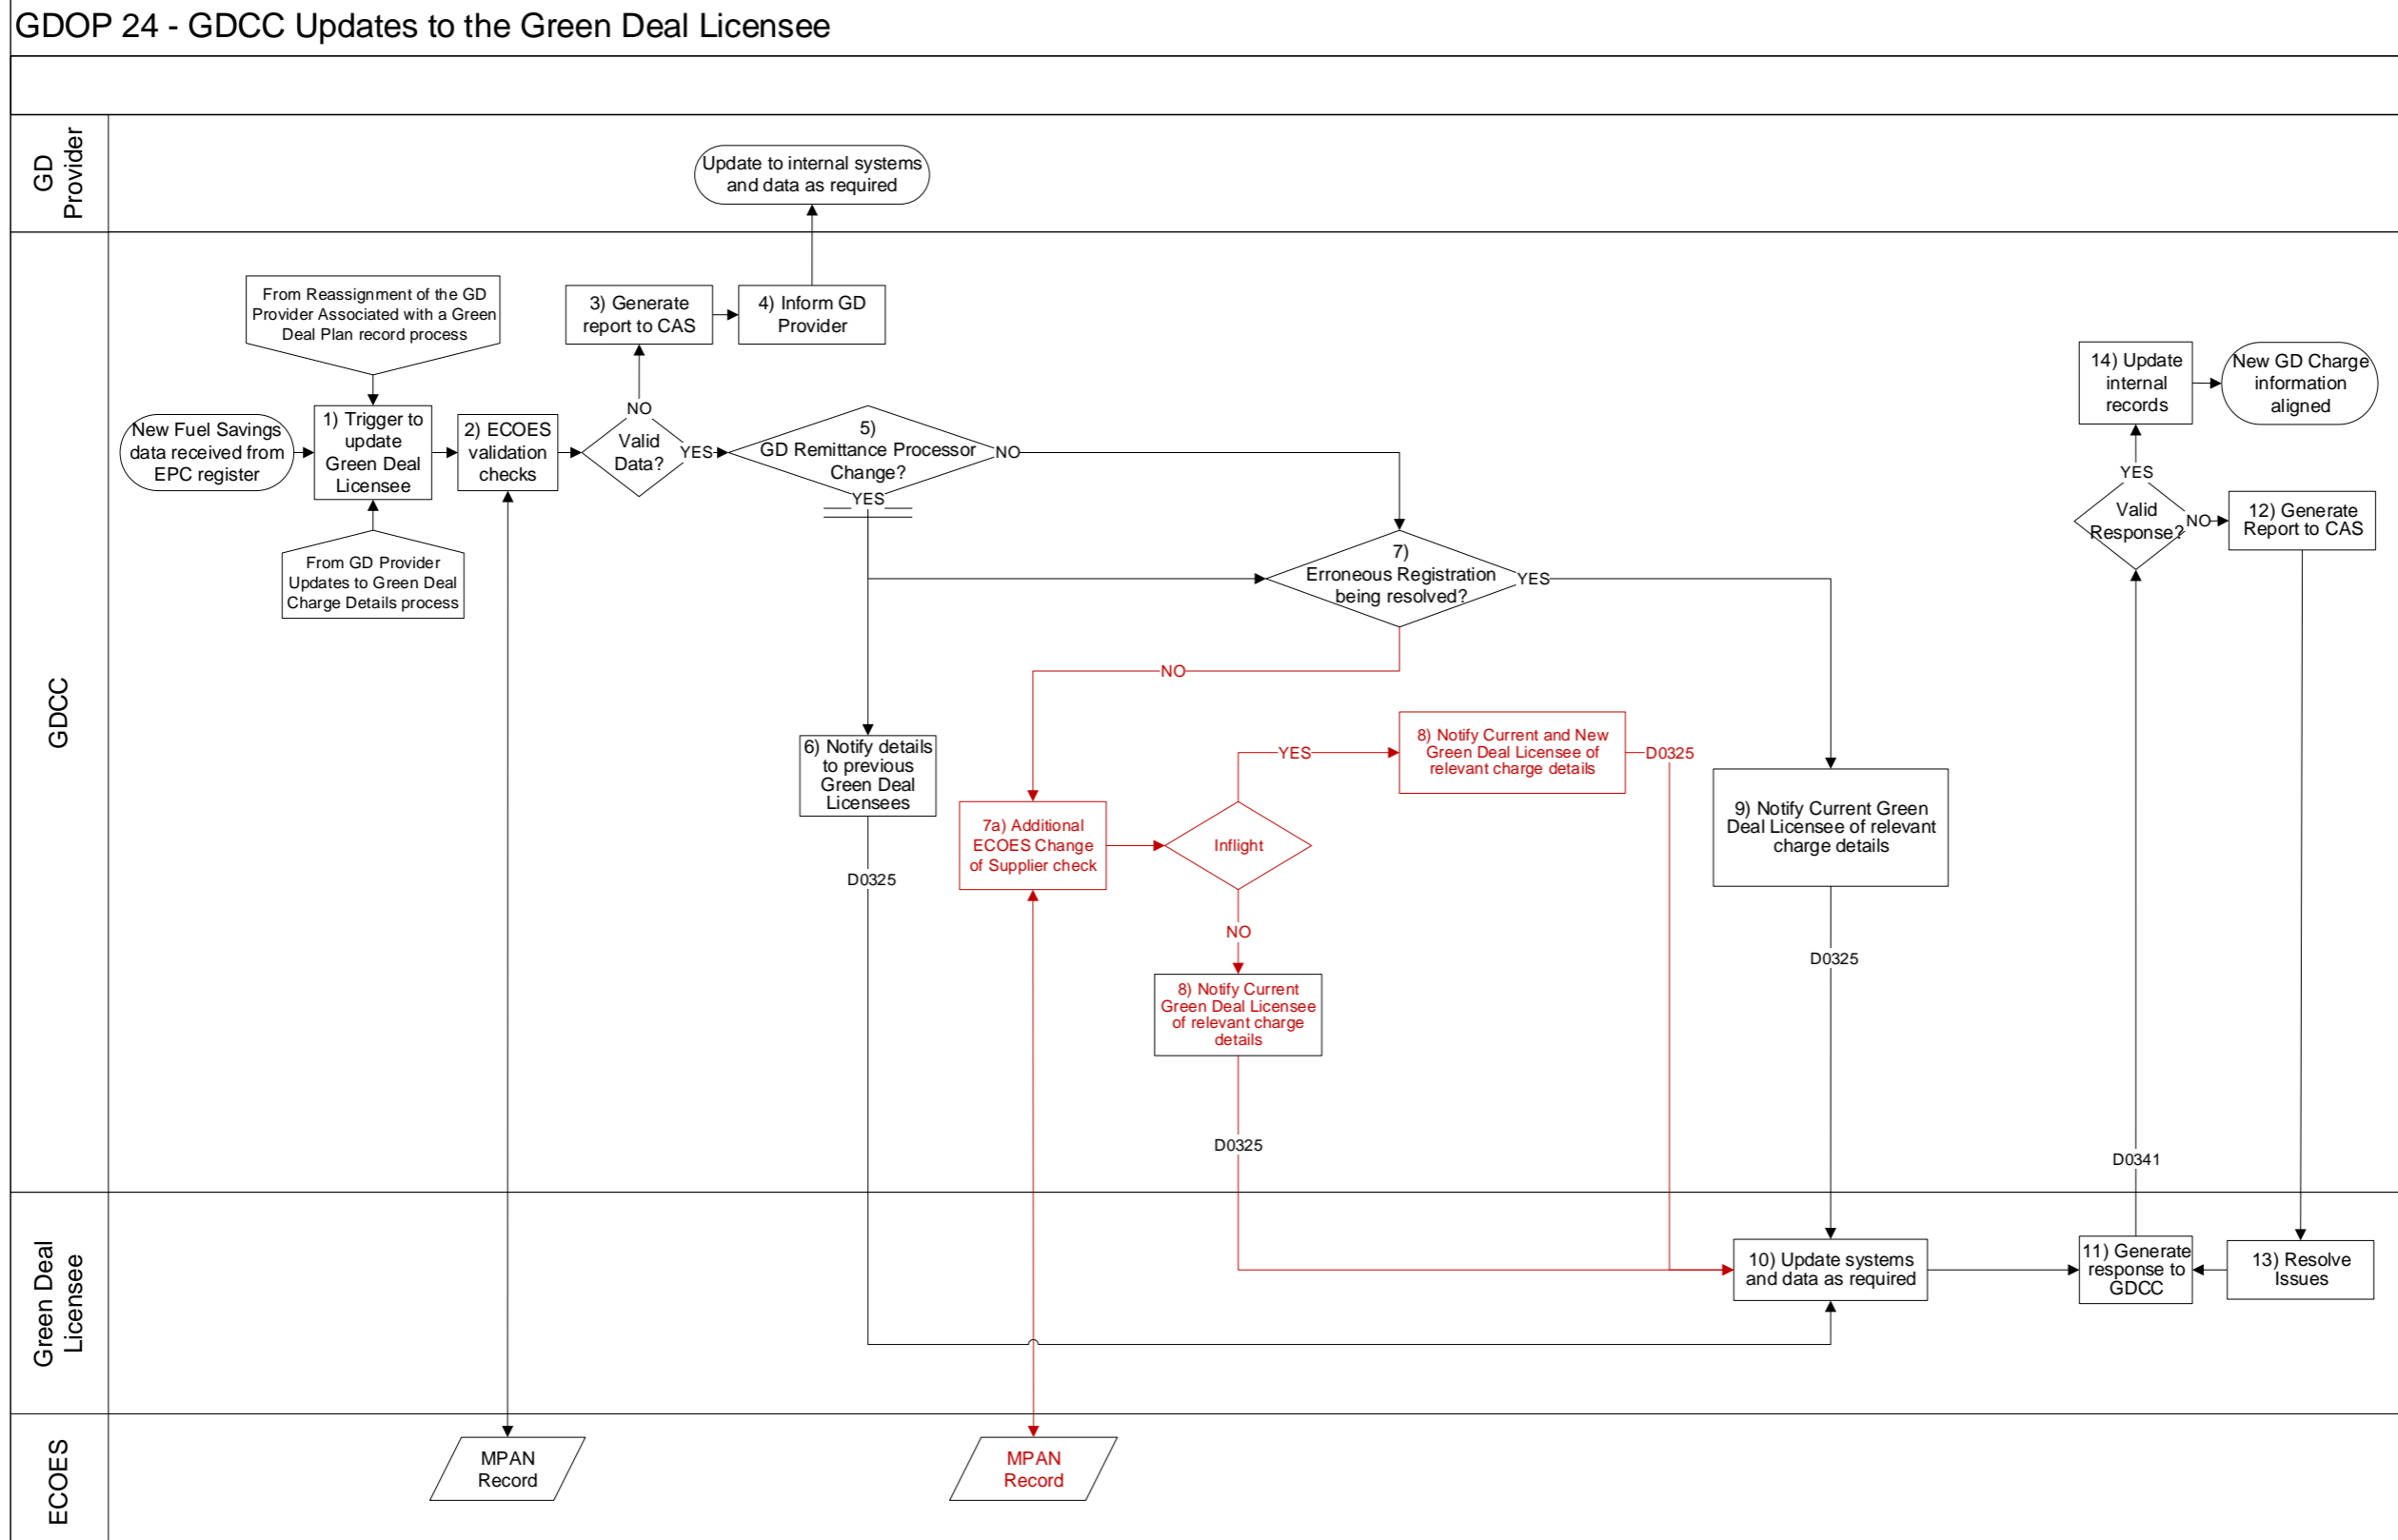 GDOP 24 - GDCC Updates to the Green Deal Licensee
GD
Provider
Update to internal systems
and data as required
GDCC
From Reassignment of the GD
Provider Associated with a Green
Deal Plan record process
New Fuel Savings
data received from
EPC register
1) Trigger to
update
Green Deal
Licensee
From GD Provider
Updates to Green Deal
Charge Details process
2) ECOES
validation
checks
Valid
Data?
NO
YES
3) Generate
report to CAS
4) Inform GD
Provider
5)
GD Remittance Processor
Change?
NO
YES
6) Notify details
to previous
Green Deal
Licensees
D0325
7)
Erroneous Registration
being resolved?
YES
NO
7a) Additional
ECOES Change
of Supplier check
Inflight
YES
NO
8) Notify Current and New
Green Deal Licensee of
relevant charge details
D0325
8) Notify Current
Green Deal Licensee
of relevant charge
details
D0325
9) Notify Current Green
Deal Licensee of relevant
charge details
D0325
14) Update
internal
records
New GD Charge
information
aligned
YES
Valid
Response?
NO
12) Generate
Report to CAS
D0341
Green Deal
Licensee
10) Update systems
and data as required
11) Generate
response to
GDCC
13) Resolve
Issues
ECOES
MPAN
Record
MPAN
Record